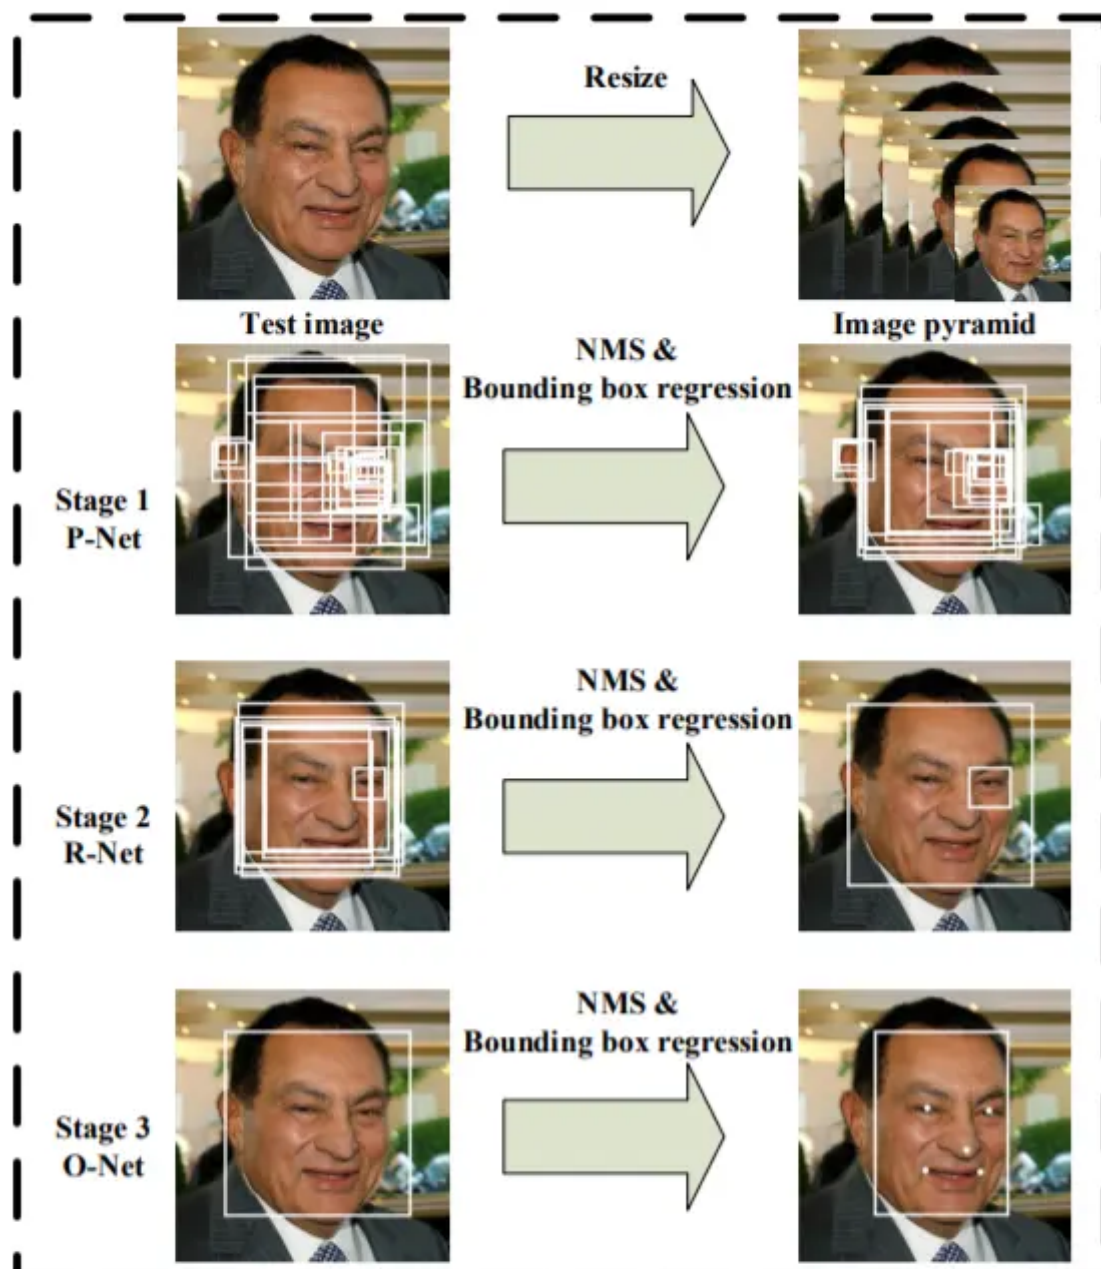 Resize
Test image
Image pyramid
NMS &
Bounding box regression
Stage 1
P-Net
NMS &
Bounding box regression
Stage 2
R-Net
NMS &
Bounding box regression
Stage 3
O-Net